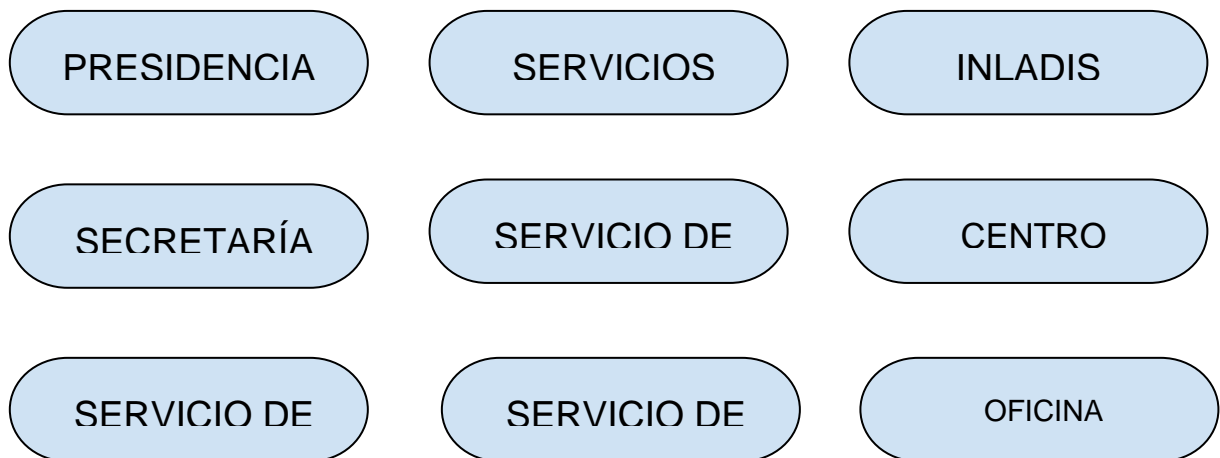 PRESIDENCIA
SERVICIOS
INLADIS
SECRETARÍA
SERVICIO DE
CENTRO
SERVICIO DE
SERVICIO DE
OFICINA